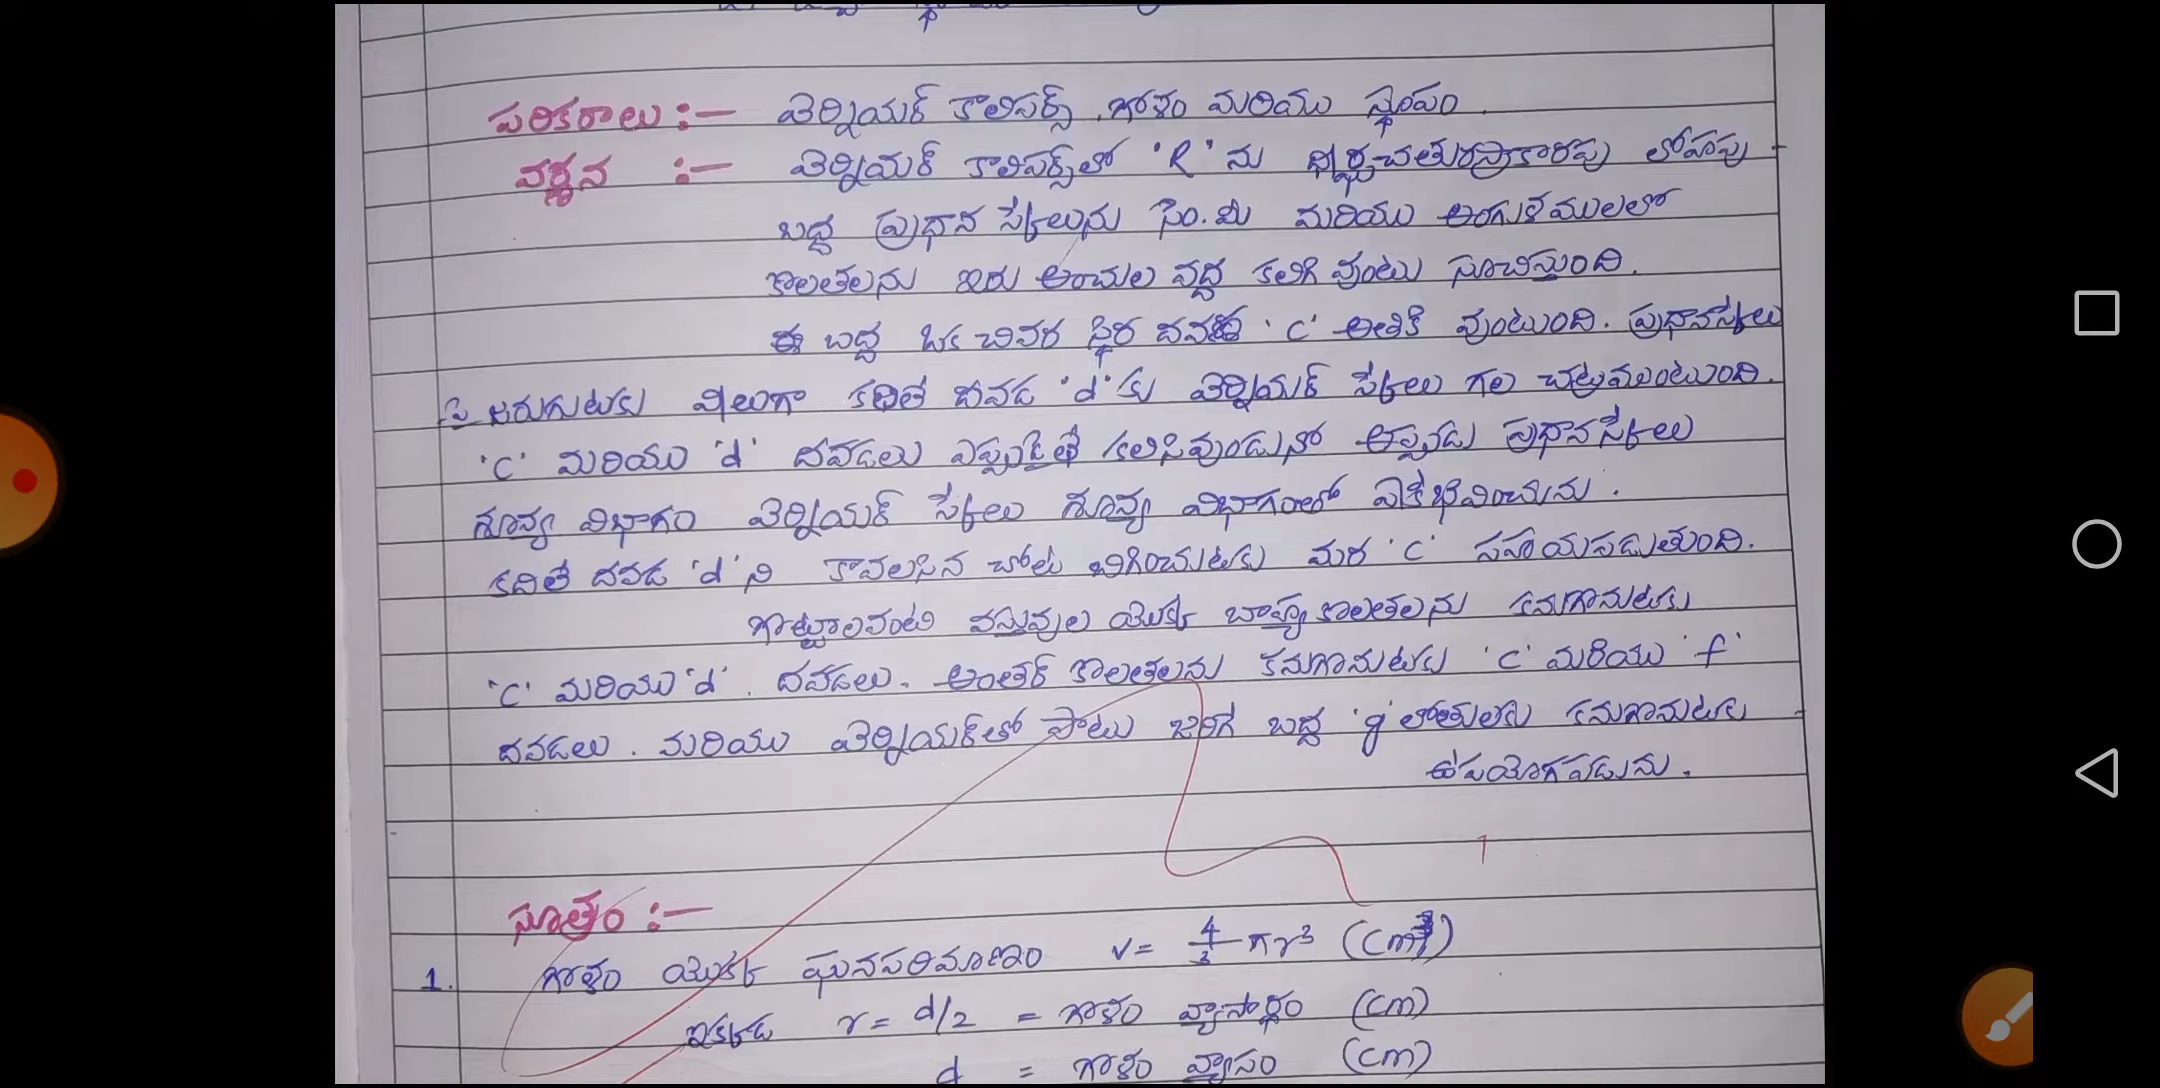 పరికరాలు :— వెర్నియర్ కాలిపర్స్, గోళం మరియు స్థూపం.
వర్ణన :— వెర్నియర్ కాలిపర్స్‌లో 'R' ను దీర్ఘచతురస్రాకారపు లోహపు
బద్ద ప్రధాన స్కేలును సెం.మీ మరియు అంగుళములలో
కొలతలను ఇరు అంచుల వద్ద కలిగి వుంటు సూచిస్తుంది.
ఈ బద్ద ఒక చివర స్థిర దవడ 'C' అతికి వుంటుంది. ప్రధానస్కేలు
పై జరుగుటకు వీలుగా కదిలే దవడ 'd' కు వెర్నియర్ స్కేలు గల చట్రముంటుంది.
'C' మరియు 'd' దవడలు ఎప్పుడైతే కలిసివుండునో అప్పుడు ప్రధానస్కేలు
శూన్య విభాగం వెర్నియర్ స్కేలు శూన్య విభాగంలో ఏకీభవించును.
కదిలే దవడ 'd' ని కావలసిన చోట బిగించుటకు మర 'C' సహాయపడుతుంది.
గొట్టాలవంటి వస్తువుల యొక్క బాహ్య కొలతలను కనుగొనుటకు
'C' మరియు 'd'. దవడలు. అంతర్ కొలతలను కనుగొనుటకు 'C' మరియు 'f'
దవడలు. మరియు వెర్నియర్‌తో పాటు జరిగే బద్ద 'g' లోతులకు కనుగొనుటకు
ఉపయోగపడును.
సూత్రం :—
1. గోళం యొక్క ఘనపరిమాణం V = 4/3 πr³ (cm³)
ఇక్కడ r = d/2 = గోళం వ్యాసార్ధం (cm)
d = గోళం వ్యాసం (cm)